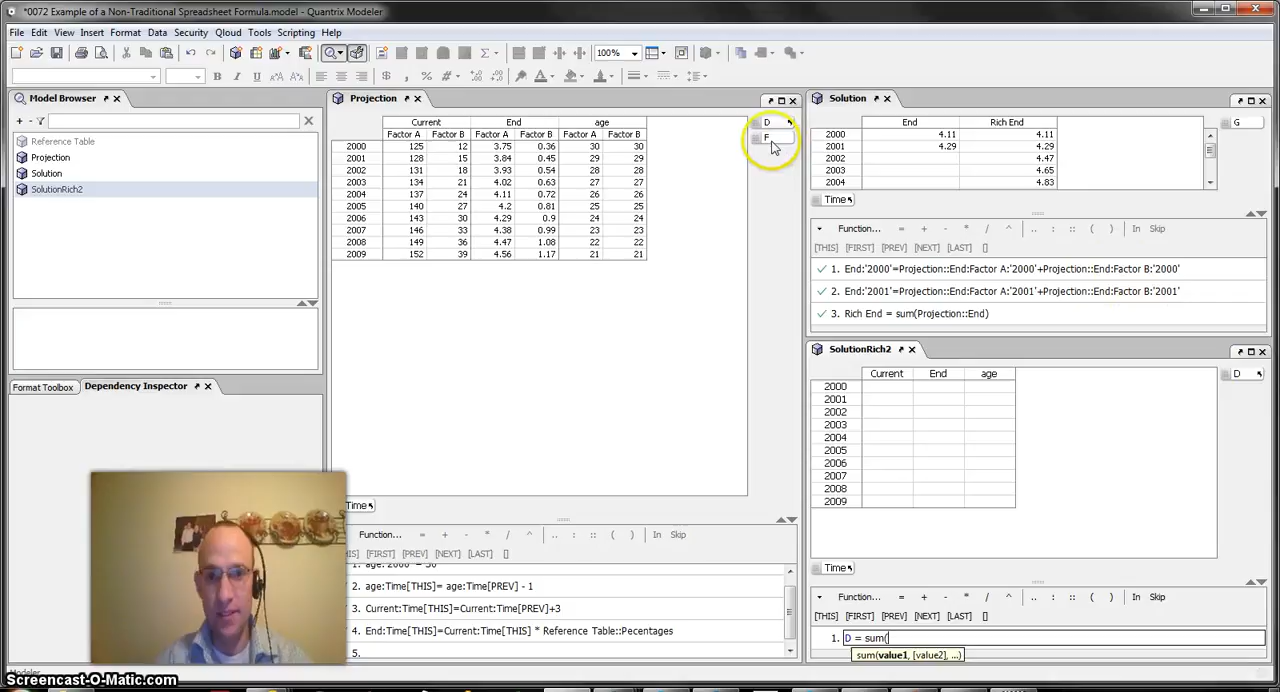 *0072 Example of a Non-Traditional Spreadsheet Formula.model - Quantrix Modeler
File Edit View Insert Format Data Security Qloud Tools Scripting Help
100%
Model Browser
Reference Table
Projection
Solution
SolutionRich2
Format Toolbox Dependency Inspector
Projection
Current End age
Factor A Factor B Factor A Factor B Factor A Factor B
2000 125 12 3.75 0.36 30 30
2001 128 15 3.84 0.45 29 29
2002 131 18 3.93 0.54 28 28
2003 134 21 4.02 0.63 27 27
2004 137 24 4.11 0.72 26 26
2005 140 27 4.2 0.81 25 25
2006 143 30 4.29 0.9 24 24
2007 146 33 4.38 0.99 23 23
2008 149 36 4.47 1.08 22 22
2009 152 39 4.56 1.17 21 21
D
F
Time
Function... = + - * / ^ .. : :: ( ) In Skip
[FIRST] [PREV] [NEXT] [LAST] []
1. age:'2000' = 30
2. age:Time[THIS]= age:Time[PREV] - 1
3. Current:Time[THIS]=Current:Time[PREV]+3
4. End:Time[THIS]=Current:Time[THIS] * Reference Table::Pecentages
5.
Solution
End Rich End
2000 4.11 4.11
2001 4.29 4.29
2002 4.47
2003 4.65
2004 4.83
G
Time
Function... = + - * / ^ .. : :: ( ) In Skip
[THIS] [FIRST] [PREV] [NEXT] [LAST] []
1. End:'2000'=Projection::End:Factor A:'2000'+Projection::End:Factor B:'2000'
2. End:'2001'=Projection::End:Factor A:'2001'+Projection::End:Factor B:'2001'
3. Rich End = sum(Projection::End)
SolutionRich2
Current End age
2000
2001
2002
2003
2004
2005
2006
2007
2008
2009
D
Time
Function... = + - * / ^ .. : :: ( ) In Skip
[THIS] [FIRST] [PREV] [NEXT] [LAST] []
1. D = sum(
sum(value1, [value2], ...)
Screencast-O-Matic.com